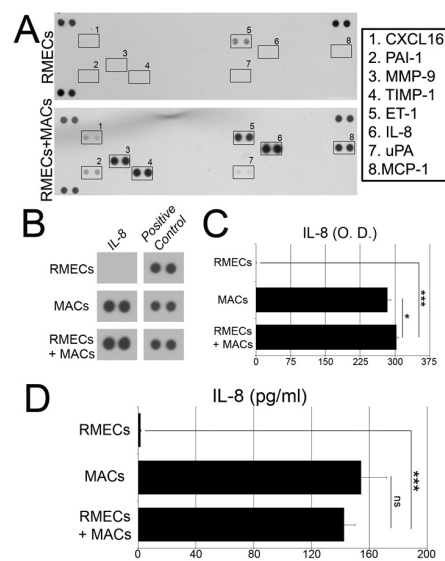 A
RMECs
1
2
3
4
5
6
7
8
RMECs+MACs
1
2
3
4
5
6
7
8
1. CXCL16
2. PAI-1
3. MMP-9
4. TIMP-1
5. ET-1
6. IL-8
7. uPA
8.MCP-1
B
IL-8
Positive
Control
RMECs
MACs
RMECs
+ MACs
C
IL-8 (O. D.)
RMECs
MACs
RMECs
+ MACs
*
***
0 75 150 225 300 375
D
IL-8 (pg/ml)
RMECs
MACs
RMECs
+ MACs
ns
***
0 40 80 120 160 200